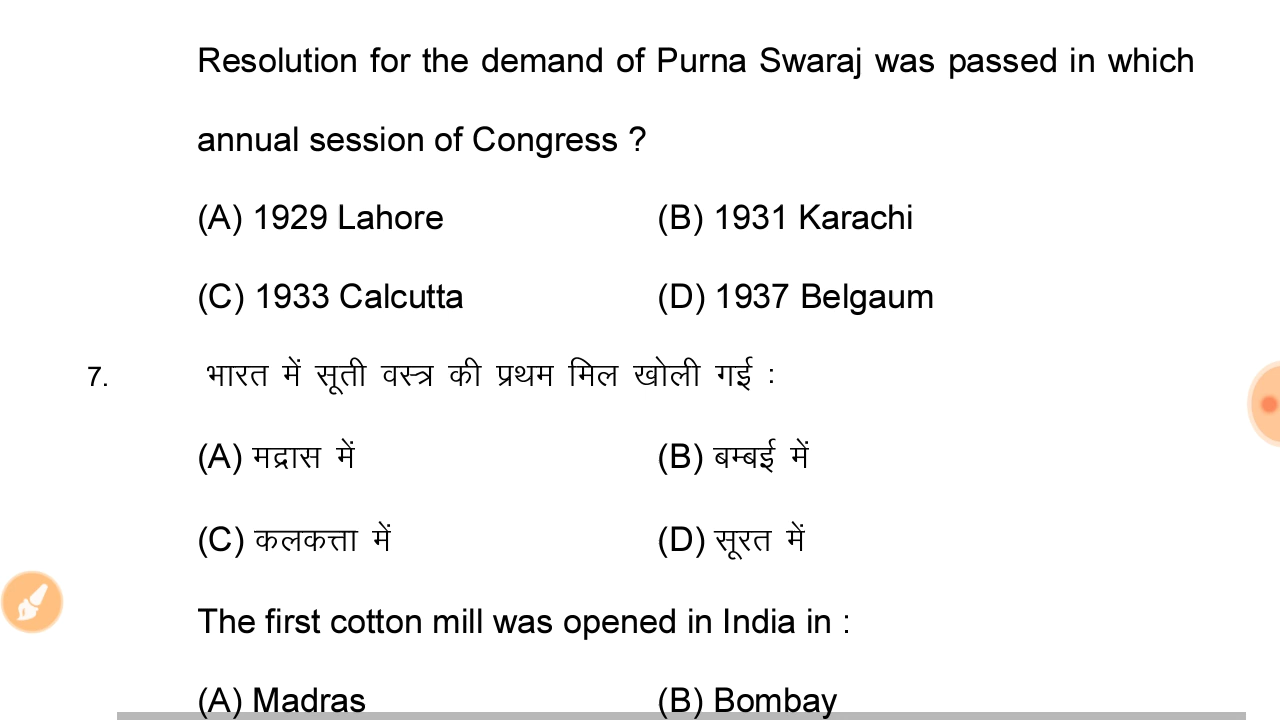 Resolution for the demand of Purna Swaraj was passed in which
annual session of Congress ?
(A) 1929 Lahore (B) 1931 Karachi
(C) 1933 Calcutta (D) 1937 Belgaum
7. भारत में सूती वस्त्र की प्रथम मिल खोली गई :
(A) मद्रास में (B) बम्बई में
(C) कलकत्ता में (D) सूरत में
The first cotton mill was opened in India in :
(A) Madras (B) Bombay